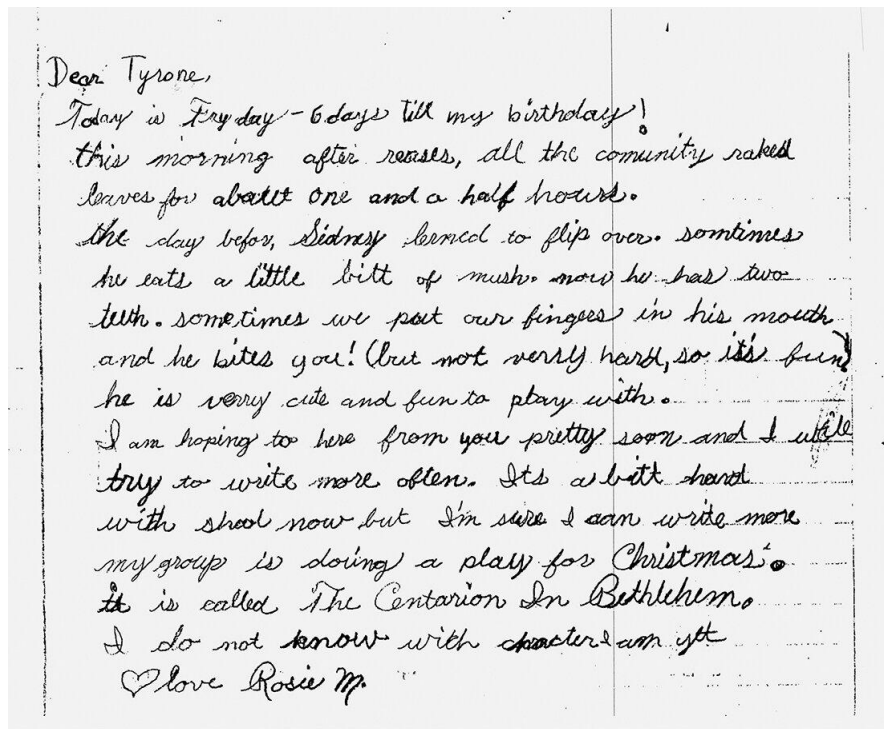 Dear Tyrone,
Today is Fryday - 6 days till my birthday!
this morning after reases, all the comunity raked
leaves for about one and a half hours.
the day befor, Sidney lerned to flip over. somtimes
he eats a little bitt of mush. now he has two
teeth. sometimes we put our fingers in his mouth
and he bites you! (but not verry hard, so it's fun)
he is verry cute and fun to play with.
I am hoping to here from you pretty soon and I will
try to write more often. Its a bitt hard
with shool now but I'm sure I can write more
my group is doing a play for Christmas.
it is called The Centarion In Bethlehem.
I do not know with chracter I am yet
♡ love Rosie M.